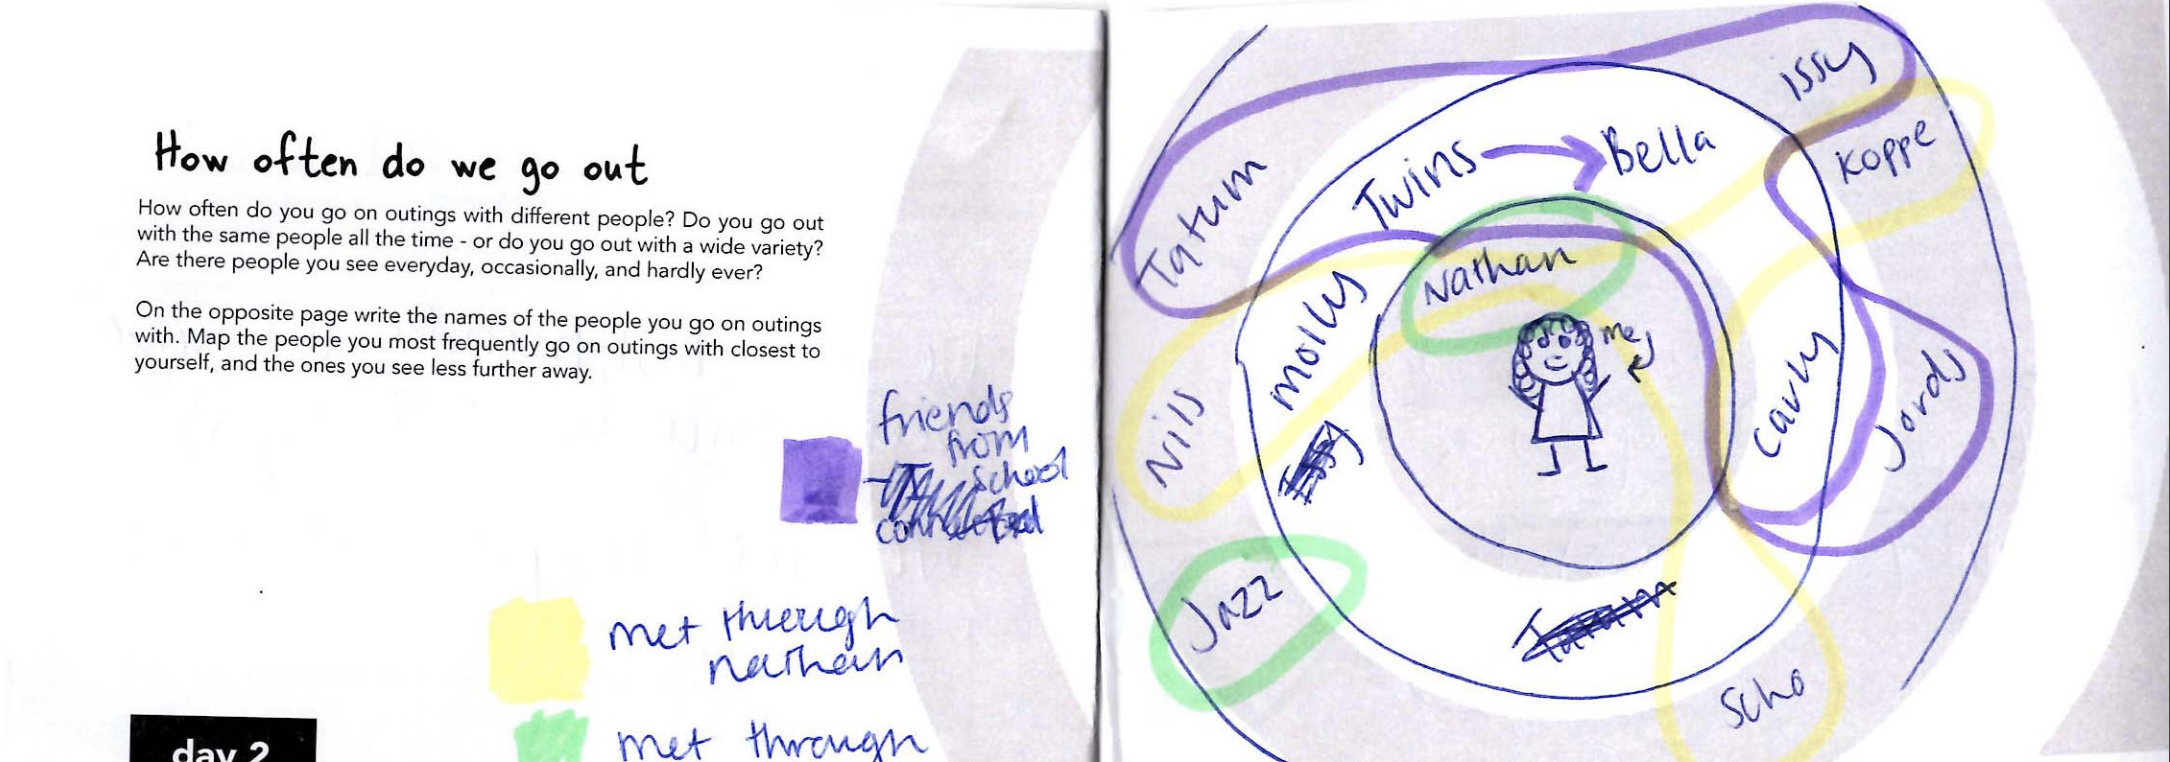 How often do we go out
How often do you go on outings with different people? Do you go out
with the same people all the time - or do you go out with a wide variety?
Are there people you see everyday, occasionally, and hardly ever?
On the opposite page write the names of the people you go on outings
with. Map the people you most frequently go on outings with closest to
yourself, and the ones you see less further away.
friends
from
school
met through
nathan
met through
day 2
issy
Koppe
Twins
Bella
Tatum
Nathan
molly
me
Carly
Jords
Nils
Jazz
Scho